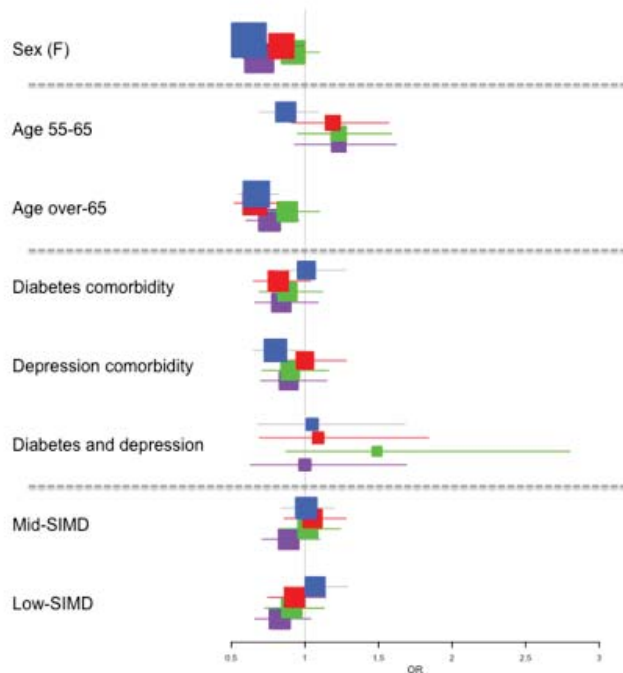 Sex (F)
Age 55-65
Age over-65
Diabetes comorbidity
Depression comorbidity
Diabetes and depression
Mid-SIMD
Low-SIMD
0.5 1 1.5 2 2.5 3
OR